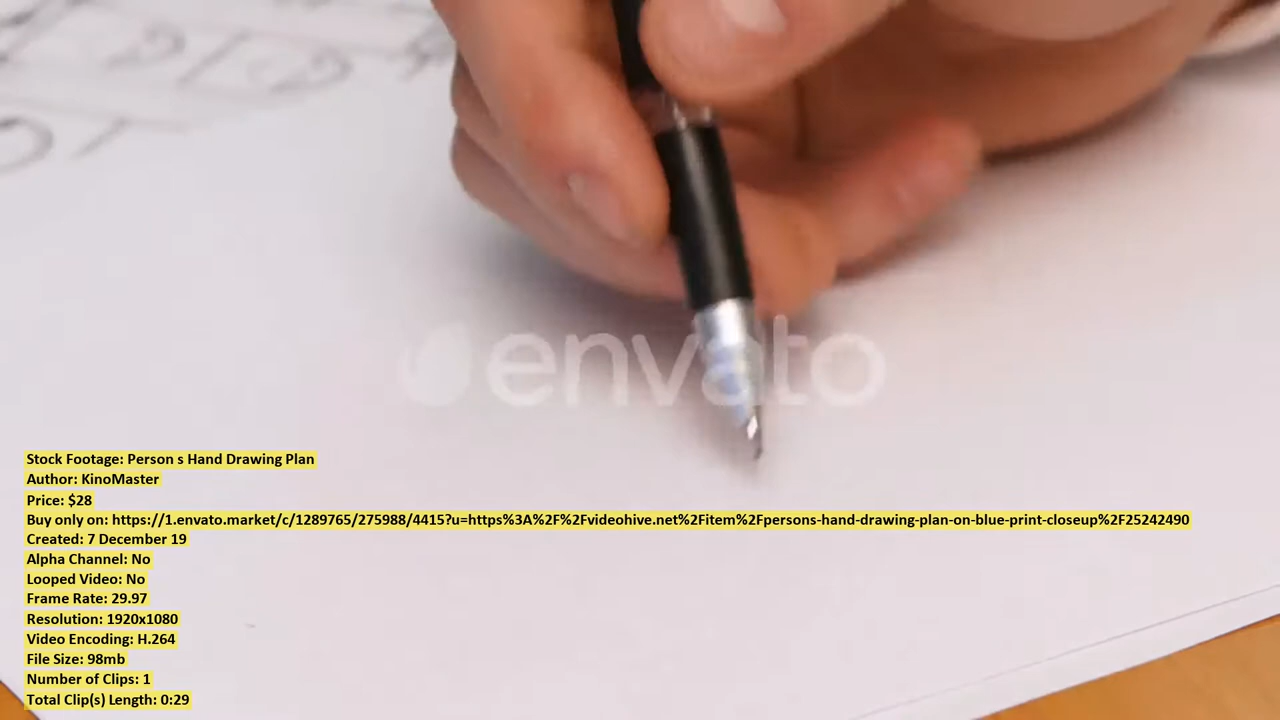 envato
Stock Footage: Person s Hand Drawing Plan
Author: KinoMaster
Price: $28
Buy only on: https://1.envato.market/c/1289765/275988/4415?u=https%3A%2F%2Fvideohive.net%2Fitem%2Fpersons-hand-drawing-plan-on-blue-print-closeup%2F25242490
Created: 7 December 19
Alpha Channel: No
Looped Video: No
Frame Rate: 29.97
Resolution: 1920x1080
Video Encoding: H.264
File Size: 98mb
Number of Clips: 1
Total Clip(s) Length: 0:29